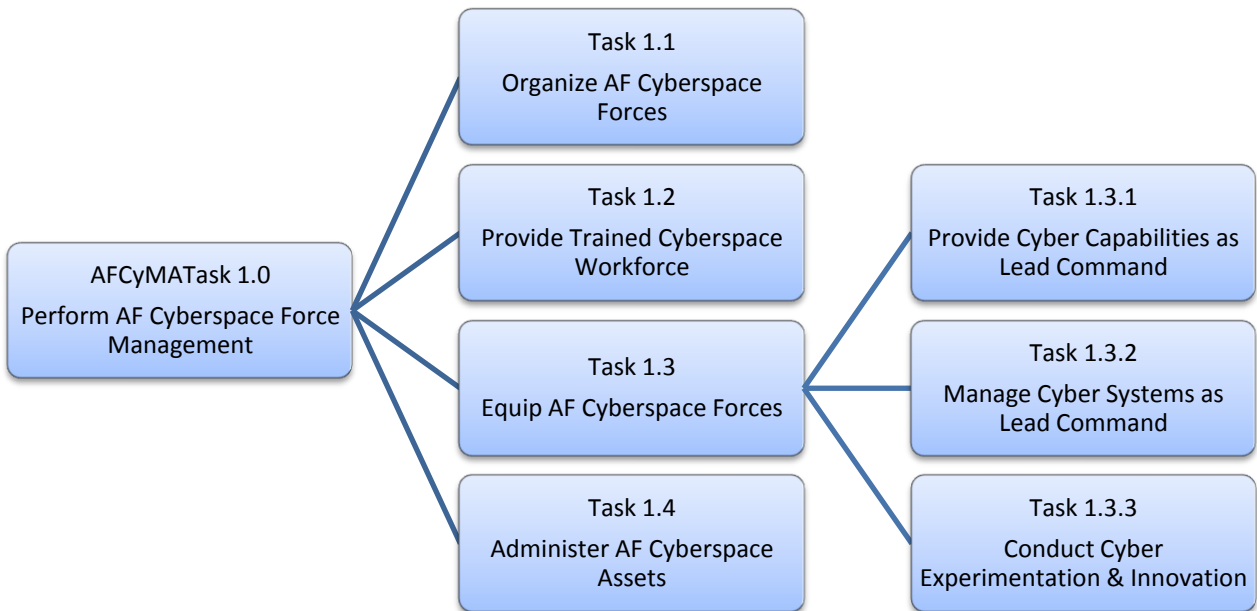 AFCyMATask 1.0
Perform AF Cyberspace Force
Management
Task 1.1
Organize AF Cyberspace
Forces
Task 1.2
Provide Trained Cyberspace
Workforce
Task 1.3
Equip AF Cyberspace Forces
Task 1.4
Administer AF Cyberspace
Assets
Task 1.3.1
Provide Cyber Capabilities as
Lead Command
Task 1.3.2
Manage Cyber Systems as
Lead Command
Task 1.3.3
Conduct Cyber
Experimentation & Innovation